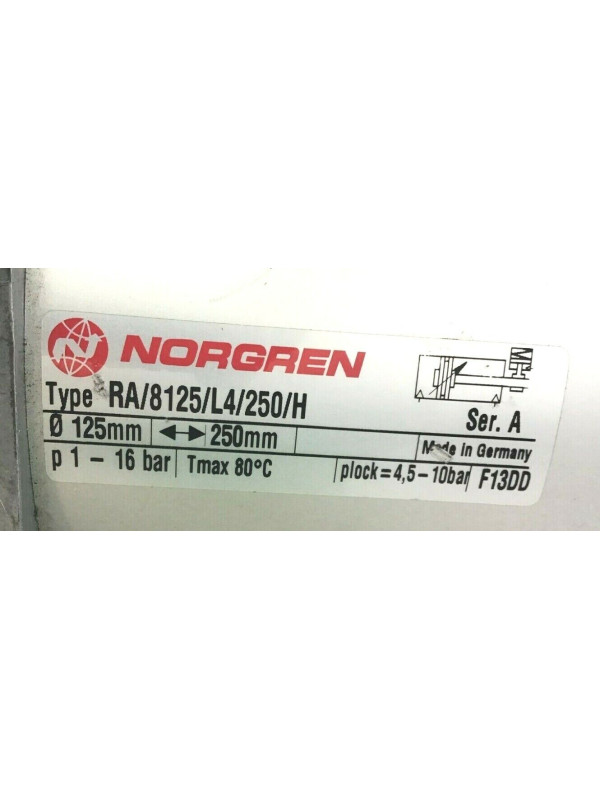 NORGREN
Type RA/8125/L4/250/H
Ser. A
Ø 125mm 250mm Made in Germany
p 1 - 16 bar Tmax 80°C plock=4,5-10bar F13DD